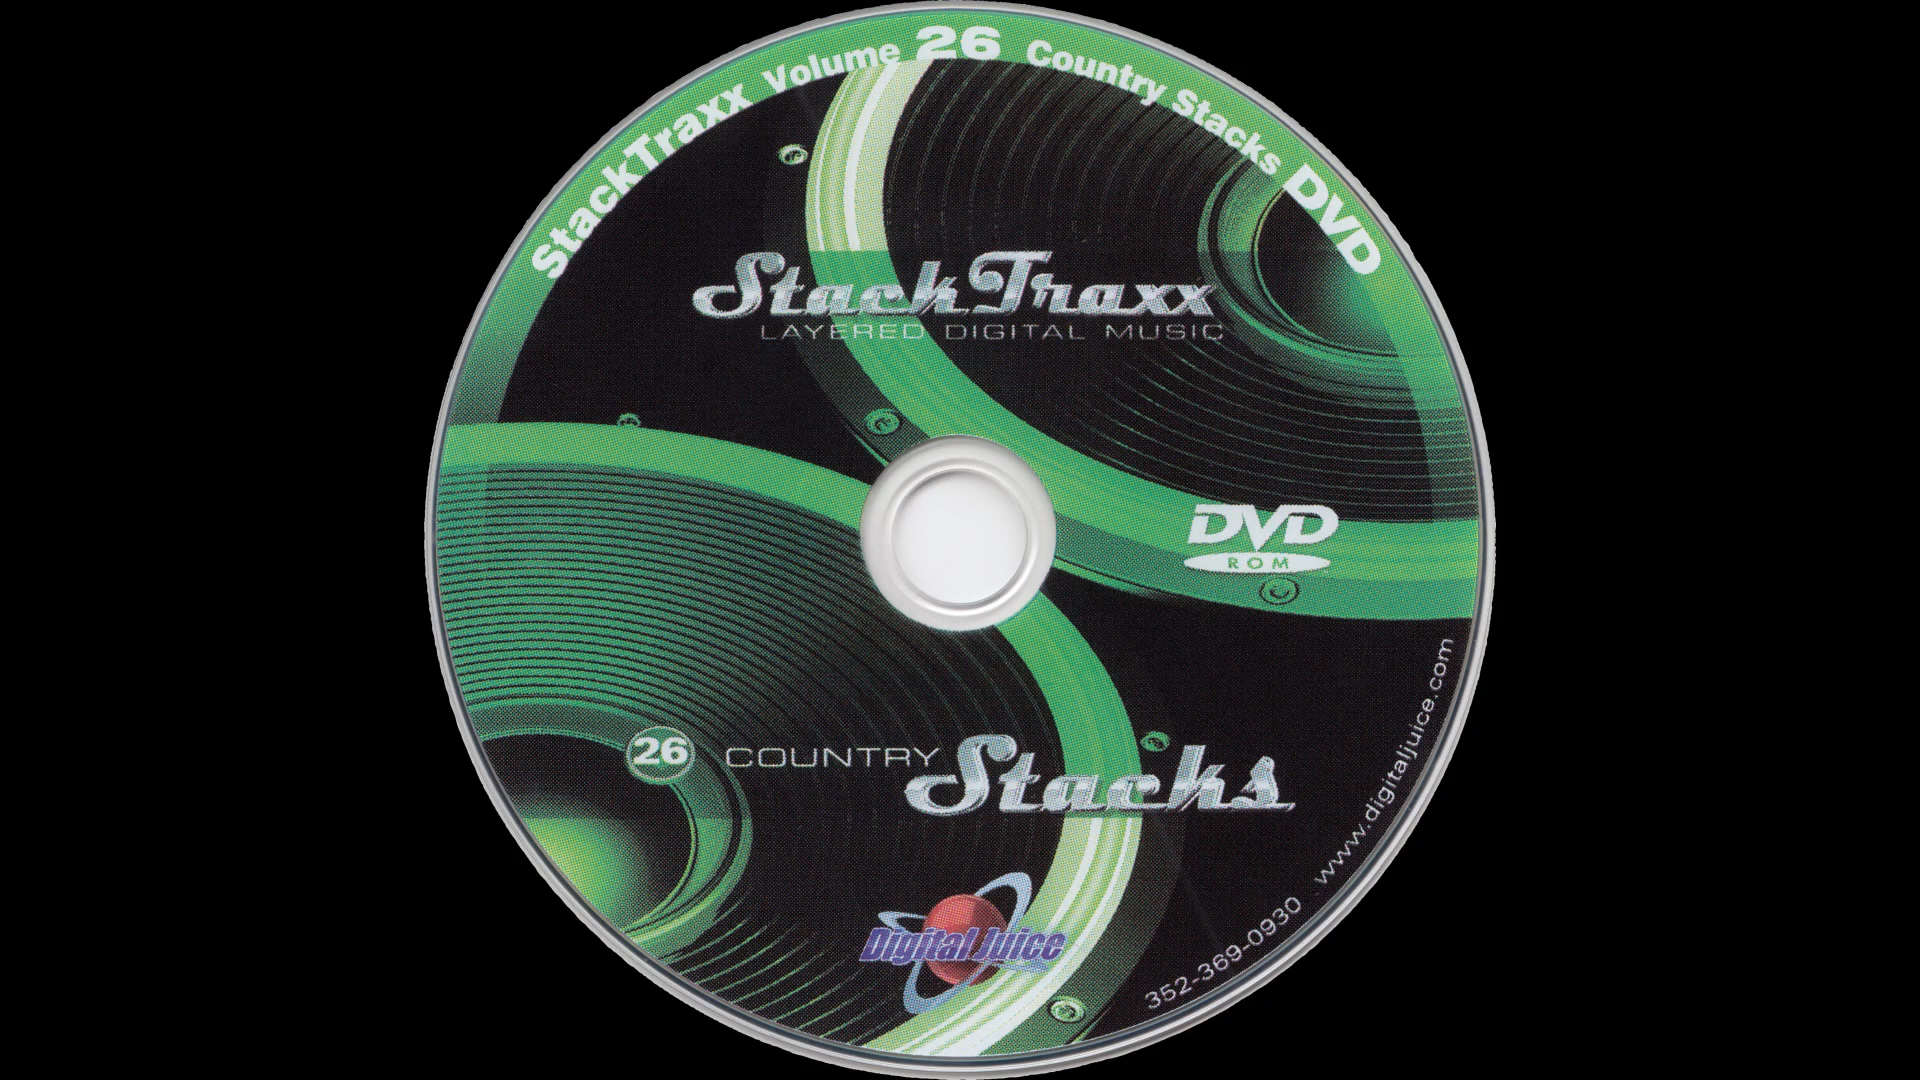 StackTraxx Volume 26 Country Stacks DVD
StackTraxx
LAYERED DIGITAL MUSIC
DVD
ROM
26 COUNTRY Stacks
Digital Juice
352-369-0930 www.digitaljuice.com